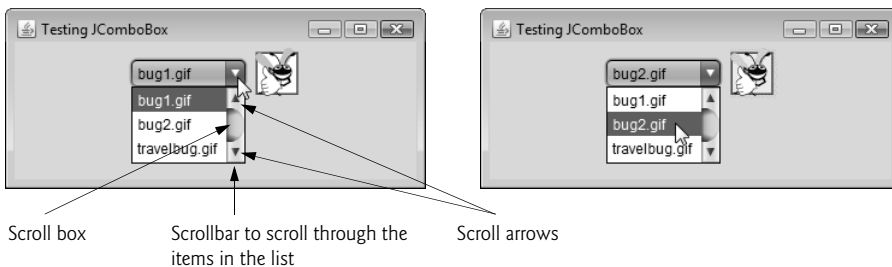 Testing JComboBox
bug1.gif
bug1.gif
bug2.gif
travelbug.gif
Testing JComboBox
bug2.gif
bug1.gif
bug2.gif
travelbug.gif
Scroll box
Scrollbar to scroll through the
items in the list
Scroll arrows